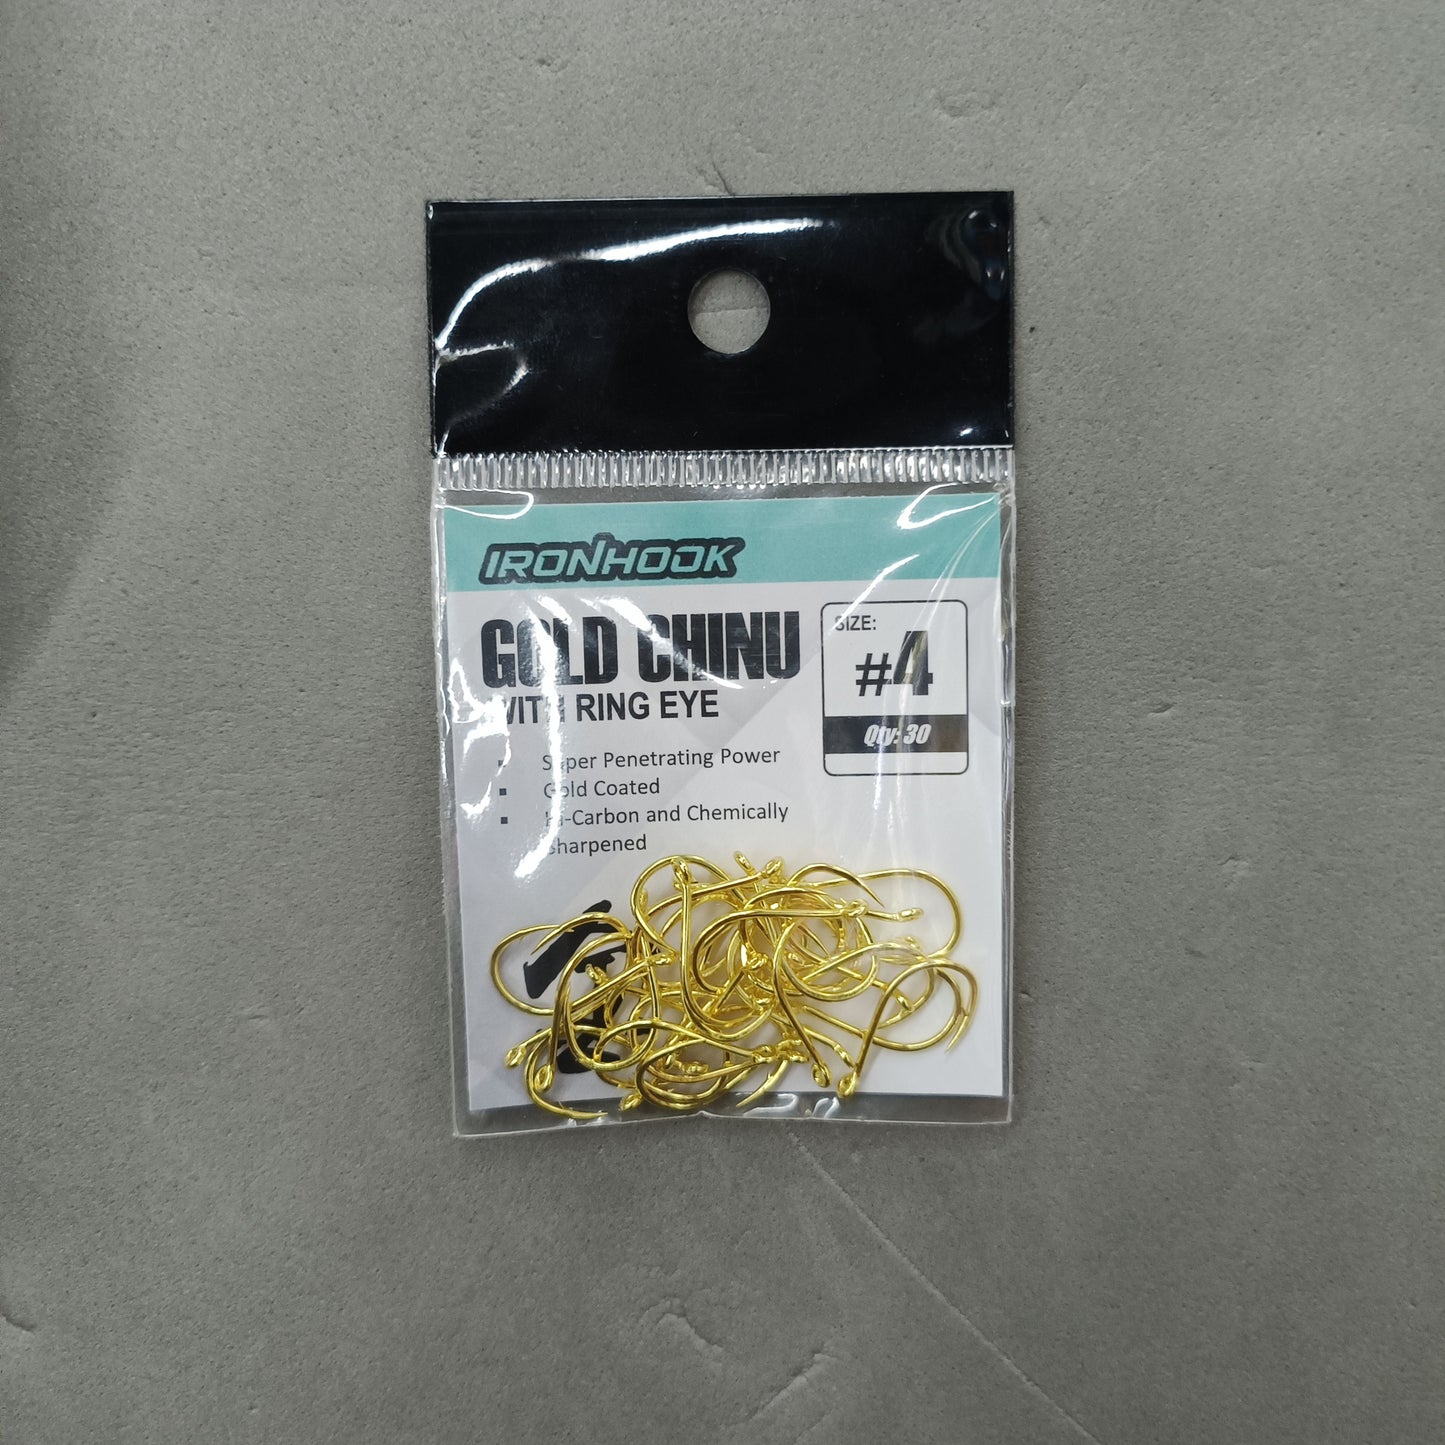 IRONHOOK
GOLD CHINU
WITH RING EYE
SIZE:
#4
Qty: 30
▪ Super Penetrating Power
▪ Gold Coated
▪ Hi-Carbon and Chemically
Sharpened